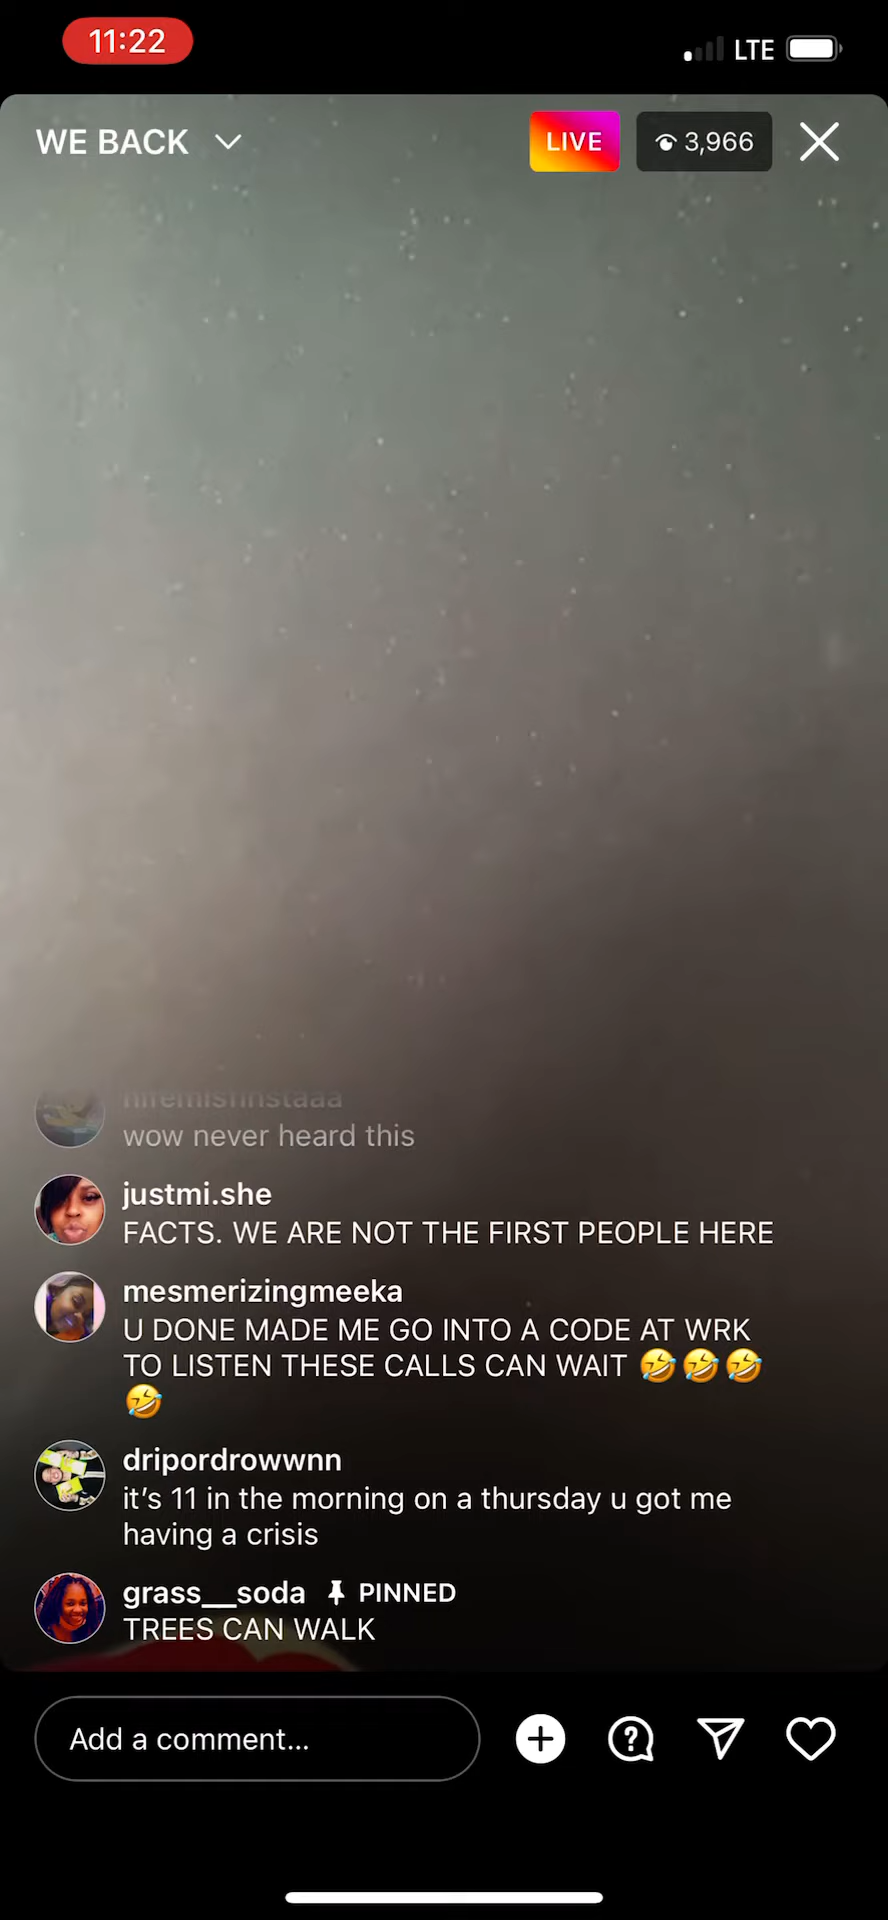 11:22
LTE
WE BACK
LIVE
3,966
wow never heard this
justmi.she
FACTS. WE ARE NOT THE FIRST PEOPLE HERE
mesmerizingmeeka
U DONE MADE ME GO INTO A CODE AT WRK
TO LISTEN THESE CALLS CAN WAIT 🤣🤣🤣
🤣
dripordrowwnn
it's 11 in the morning on a thursday u got me
having a crisis
grass__soda PINNED
TREES CAN WALK
Add a comment...